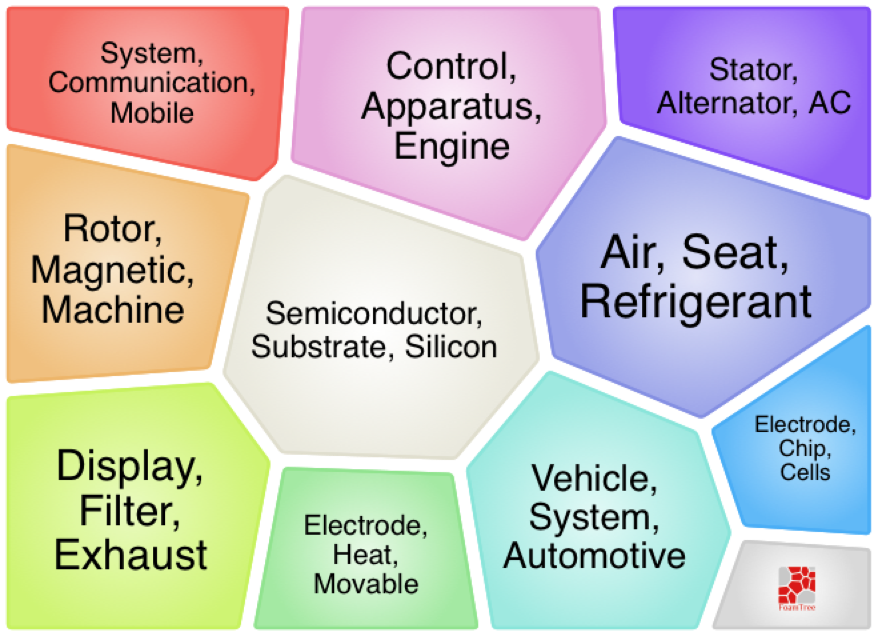 System,
Communication,
Mobile
Control,
Apparatus,
Engine
Stator,
Alternator, AC
Rotor,
Magnetic,
Machine
Semiconductor,
Substrate, Silicon
Air, Seat,
Refrigerant
Display,
Filter,
Exhaust
Electrode,
Heat,
Movable
Vehicle,
System,
Automotive
Electrode,
Chip,
Cells
FoamTree